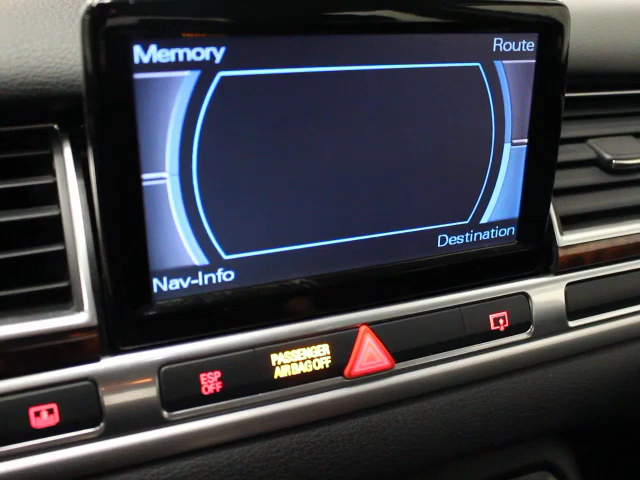 Memory
Route
Nav-Info
Destination
ESP
OFF
PASSENGER
AIR BAG OFF